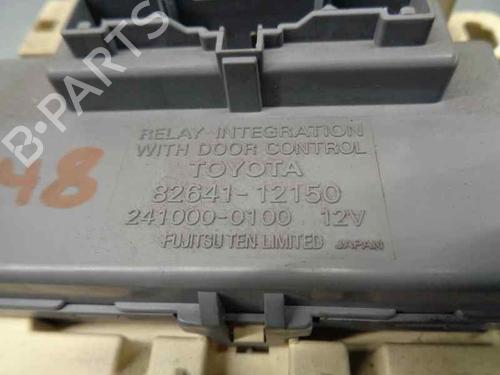 RELAY-INTEGRATION
WITH DOOR CONTROL
TOYOTA
82641-12150
241000-0100 12V
FUJITSU TEN LIMITED JAPAN
48
B-Parts